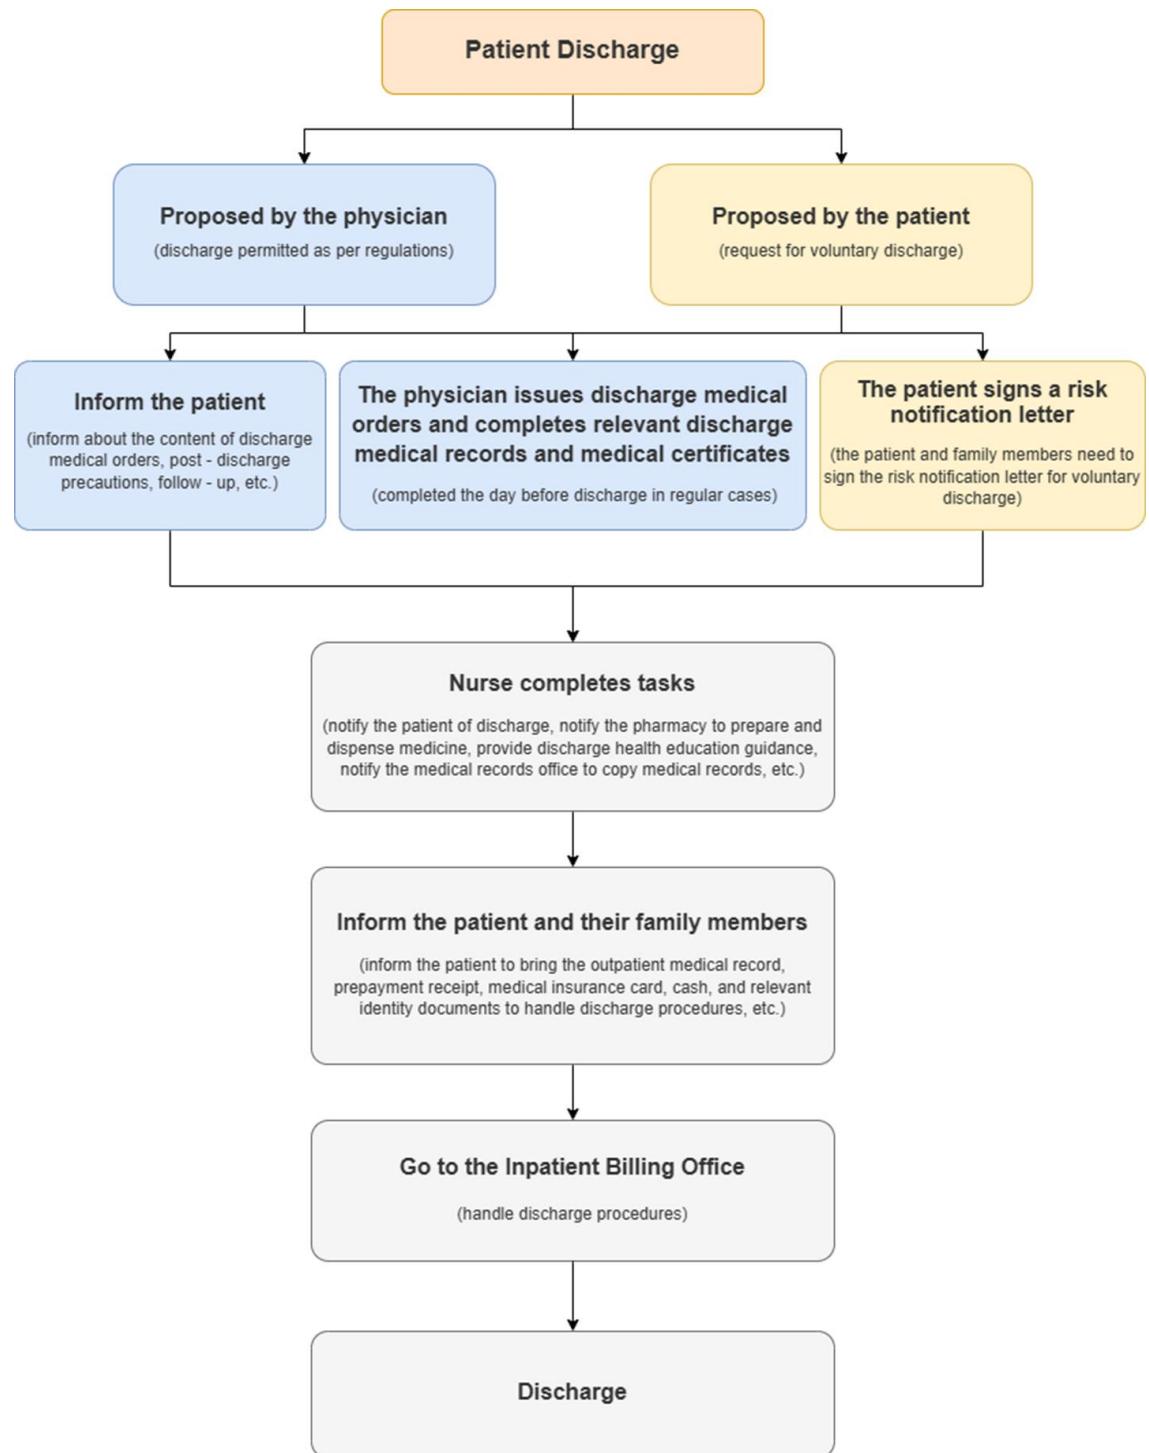 Patient Discharge
Proposed by the physician
(discharge permitted as per regulations)
Proposed by the patient
(request for voluntary discharge)
Inform the patient
(inform about the content of discharge
medical orders, post - discharge
precautions, follow - up, etc.)
The physician issues discharge medical
orders and completes relevant discharge
medical records and medical certificates
(completed the day before discharge in regular cases)
The patient signs a risk
notification letter
(the patient and family members need to
sign the risk notification letter for voluntary
discharge)
Nurse completes tasks
(notify the patient of discharge, notify the pharmacy to prepare and
dispense medicine, provide discharge health education guidance,
notify the medical records office to copy medical records, etc.)
Inform the patient and their family members
(inform the patient to bring the outpatient medical record,
prepayment receipt, medical insurance card, cash, and relevant
identity documents to handle discharge procedures, etc.)
Go to the Inpatient Billing Office
(handle discharge procedures)
Discharge